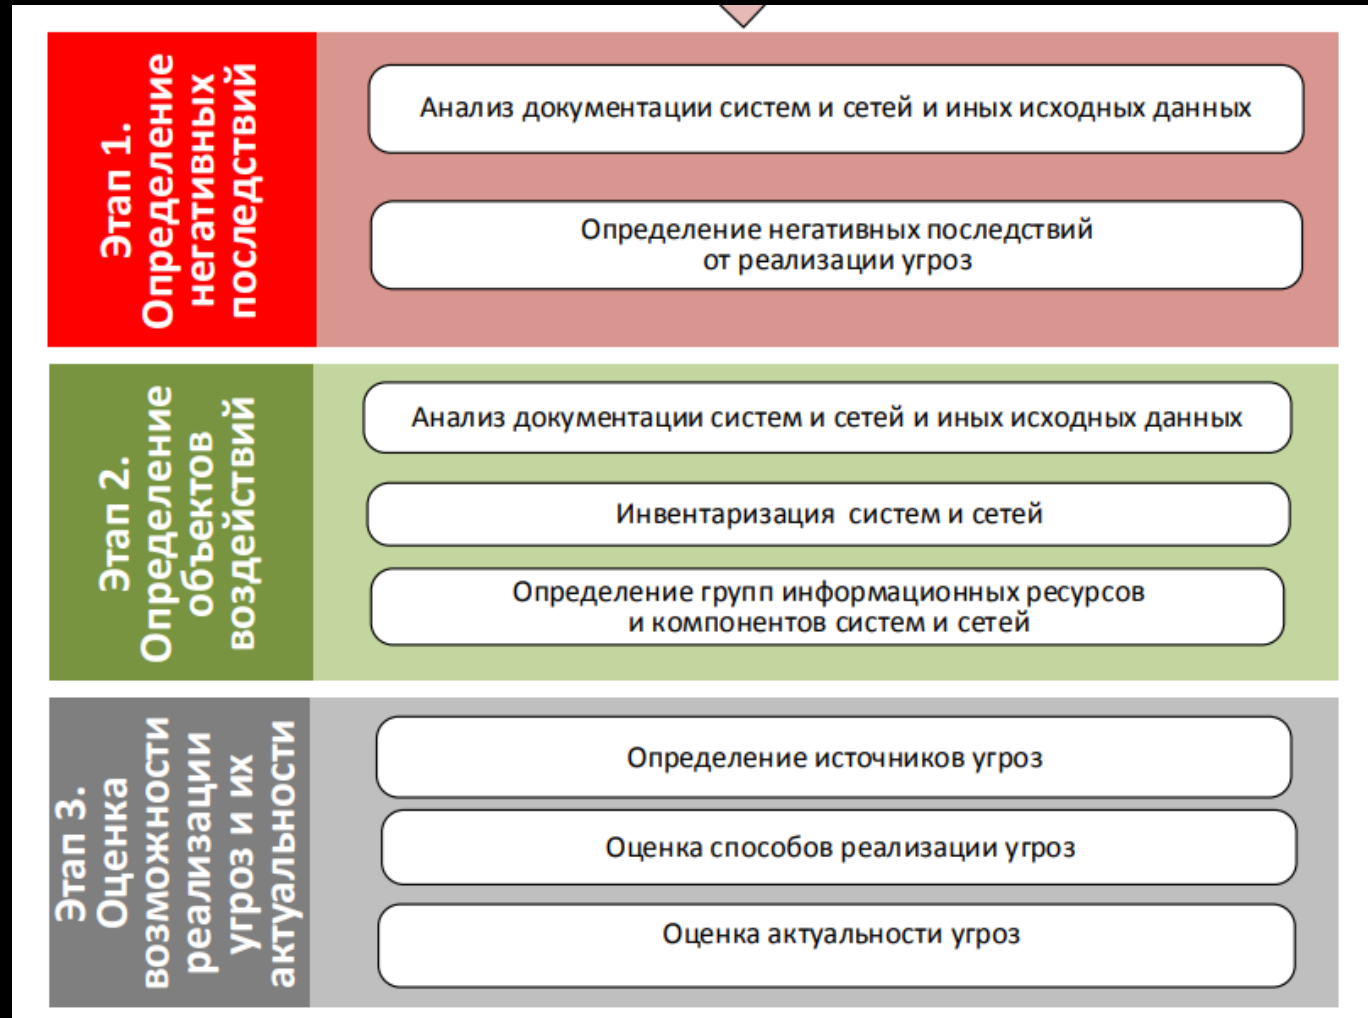 Этап 1.
Определение
негативных
последствий
Анализ документации систем и сетей и иных исходных данных
Определение негативных последствий
от реализации угроз
Этап 2.
Определение
объектов
воздействий
Анализ документации систем и сетей и иных исходных данных
Инвентаризация систем и сетей
Определение групп информационных ресурсов
и компонентов систем и сетей
Этап 3.
Оценка
возможности
реализации
угроз и их
актуальности
Определение источников угроз
Оценка способов реализации угроз
Оценка актуальности угроз